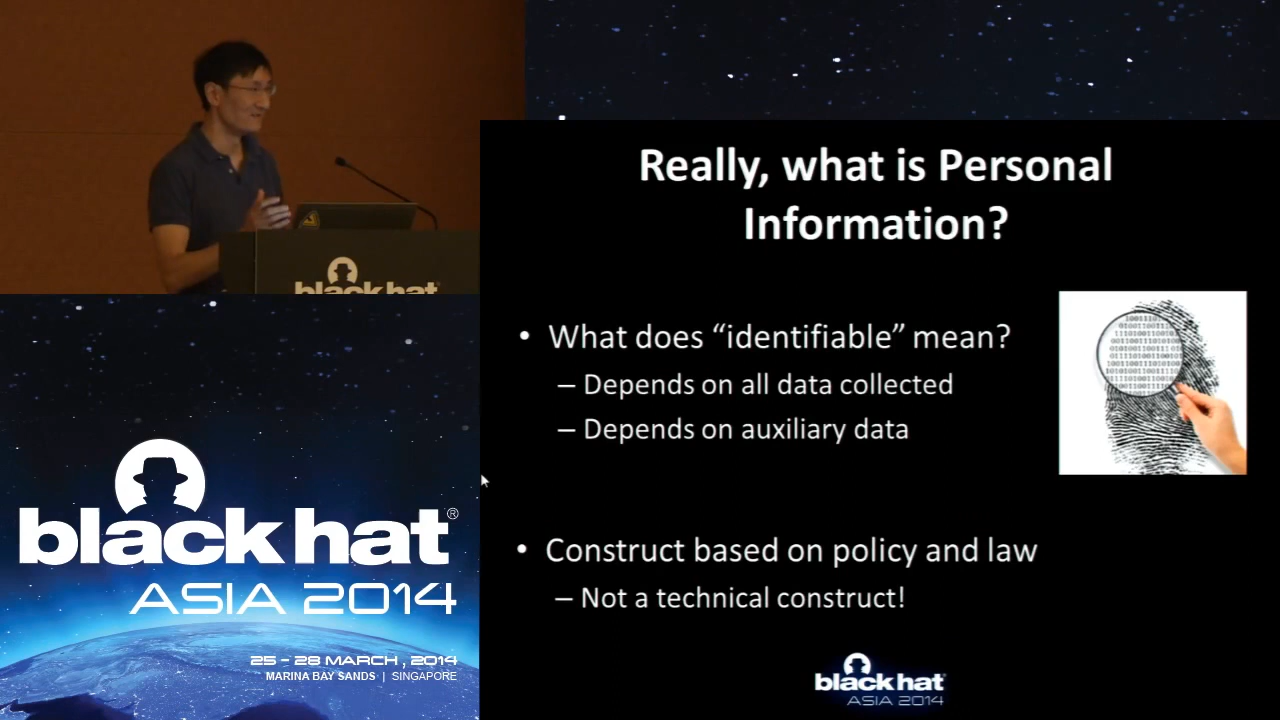 black hat
Really, what is Personal
Information?
• What does “identifiable” mean?
– Depends on all data collected
– Depends on auxiliary data
• Construct based on policy and law
– Not a technical construct!
black hat
ASIA 2014
black hat®
ASIA 2014
25 - 28 MARCH, 2014
MARINA BAY SANDS | SINGAPORE